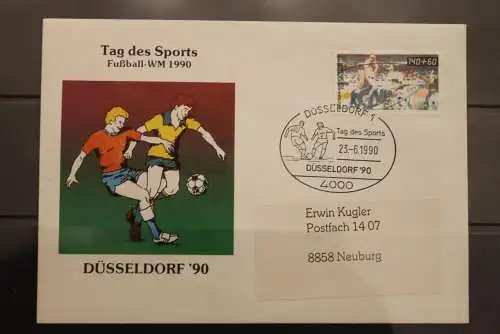 Tag des Sports
Fußball-WM 1990
DÜSSELDORF '90
140+60
DÜSSELDORF 1
Tag des Sports
23.-6.1990
DÜSSELDORF '90
4000
Erwin Kugler
Postfach 14 07
8858 Neuburg